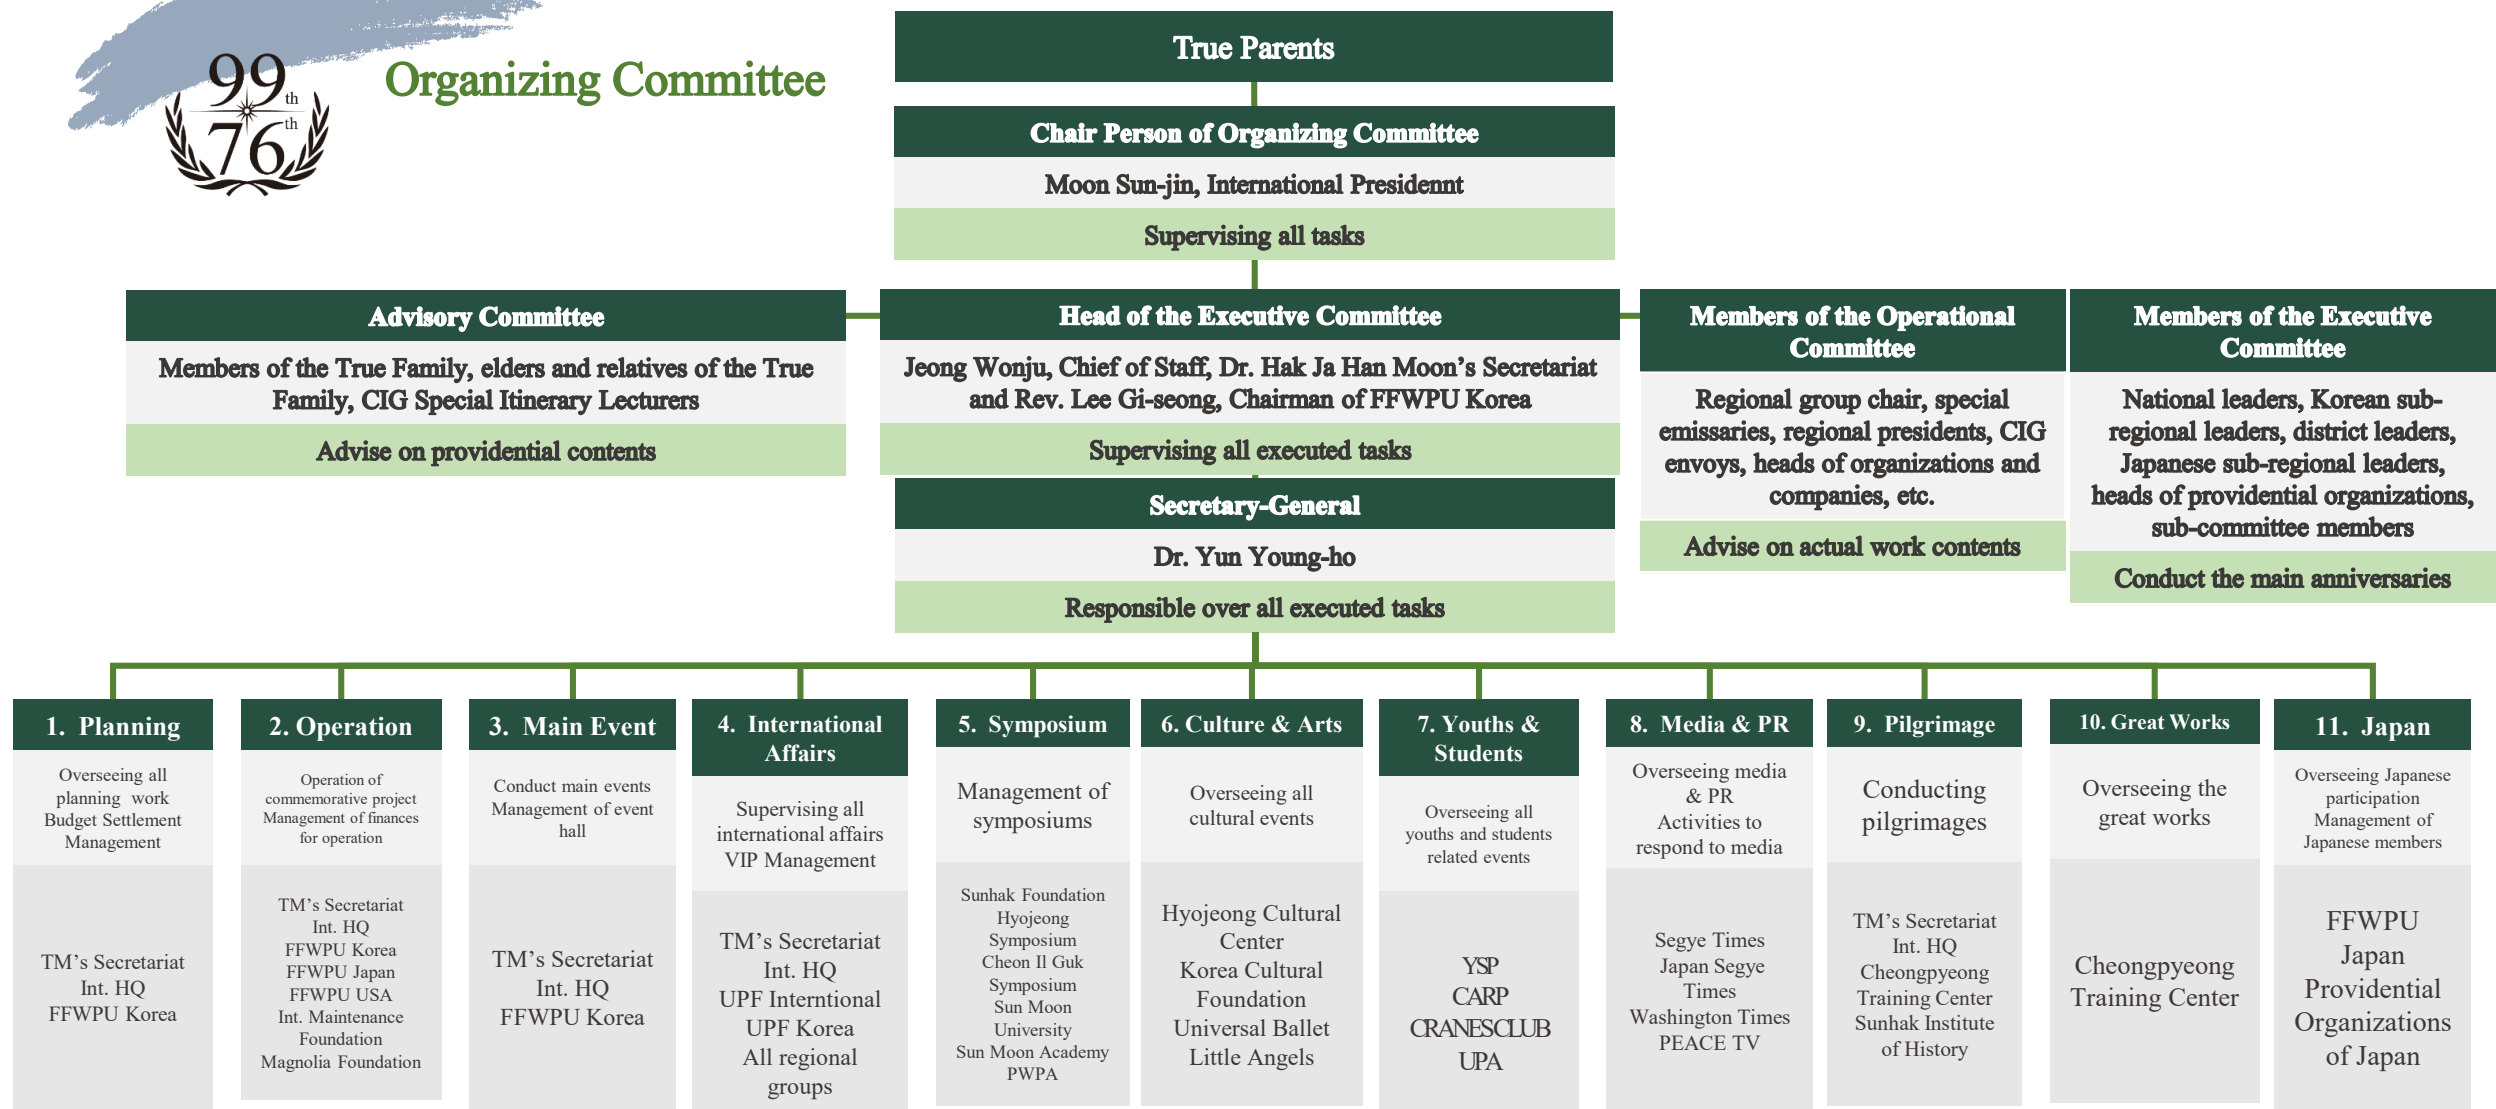 99th
76th
Organizing Committee
True Parents
Chair Person of Organizing Committee
Moon Sun-jin, International Presidennt
Supervising all tasks
Advisory Committee
Members of the True Family, elders and relatives of the True
Family, CIG Special Itinerary Lecturers
Advise on providential contents
Head of the Executive Committee
Jeong Wonju, Chief of Staff, Dr. Hak Ja Han Moon’s Secretariat
and Rev. Lee Gi-seong, Chairman of FFWPU Korea
Supervising all executed tasks
Members of the Operational
Committee
Regional group chair, special
emissaries, regional presidents, CIG
envoys, heads of organizations and
companies, etc.
Advise on actual work contents
Members of the Executive
Committee
National leaders, Korean sub-
regional leaders, district leaders,
Japanese sub-regional leaders,
heads of providential organizations,
sub-committee members
Conduct the main anniversaries
Secretary-General
Dr. Yun Young-ho
Responsible over all executed tasks
1. Planning
Overseeing all
planning work
Budget Settlement
Management
TM’s Secretariat
Int. HQ
FFWPU Korea
2. Operation
Operation of
commemorative project
Management of finances
for operation
TM’s Secretariat
Int. HQ
FFWPU Korea
FFWPU Japan
FFWPU USA
Int. Maintenance
Foundation
Magnolia Foundation
3. Main Event
Conduct main events
Management of event
hall
TM’s Secretariat
Int. HQ
FFWPU Korea
4. International
Affairs
Supervising all
international affairs
VIP Management
TM’s Secretariat
Int. HQ
UPF Interntional
UPF Korea
All regional
groups
5. Symposium
Management of
symposiums
Sunhak Foundation
Hyojeong
Symposium
Cheon Il Guk
Symposium
Sun Moon
University
Sun Moon Academy
PWPA
6. Culture & Arts
Overseeing all
cultural events
Hyojeong Cultural
Center
Korea Cultural
Foundation
Universal Ballet
Little Angels
7. Youths &
Students
Overseeing all
youths and students
related events
YSP
CARP
CRANESCLUB
UPA
8. Media & PR
Overseeing media
& PR
Activities to
respond to media
Segye Times
Japan Segye
Times
Washington Times
PEACE TV
9. Pilgrimage
Conducting
pilgrimages
TM’s Secretariat
Int. HQ
Cheongpyeong
Training Center
Sunhak Institute
of History
10. Great Works
Overseeing the
great works
Cheongpyeong
Training Center
11. Japan
Overseeing Japanese
participation
Management of
Japanese members
FFWPU
Japan
Providential
Organizations
of Japan